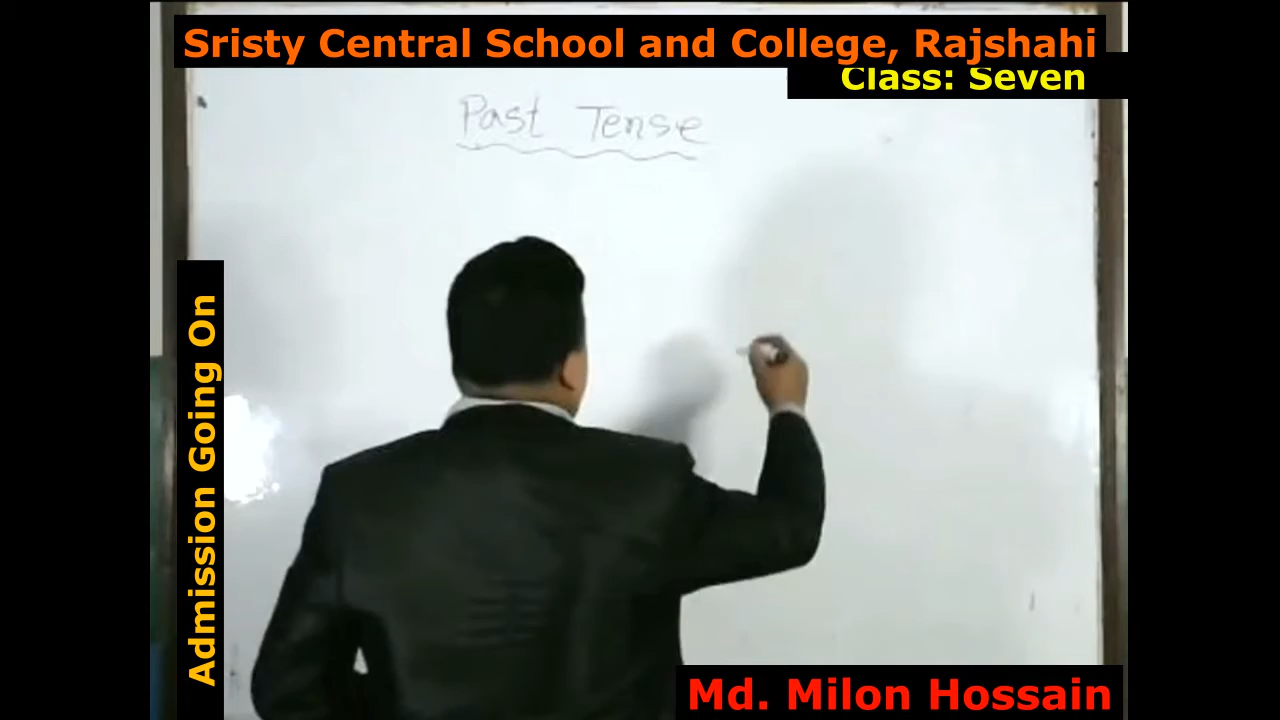 Sristy Central School and College, Rajshahi
Class: Seven
Past Tense
Admission Going On
Md. Milon Hossain